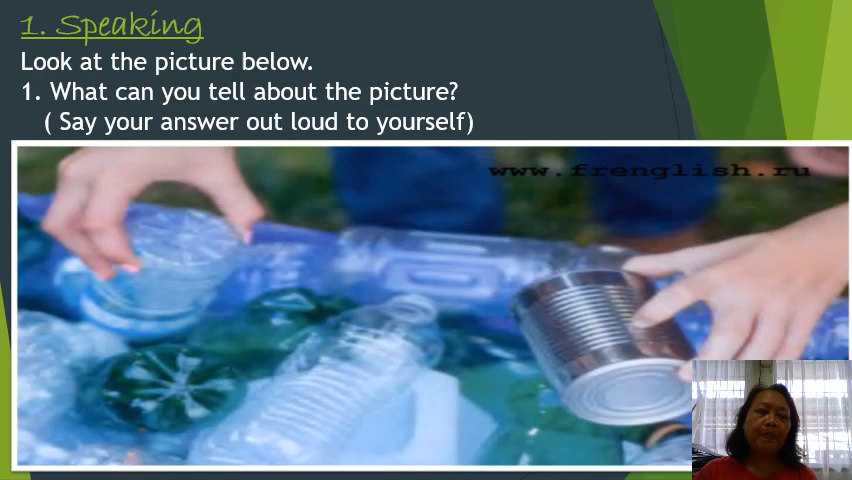 1. Speaking
Look at the picture below.
1. What can you tell about the picture?
( Say your answer out loud to yourself)
www.frenglish.ru